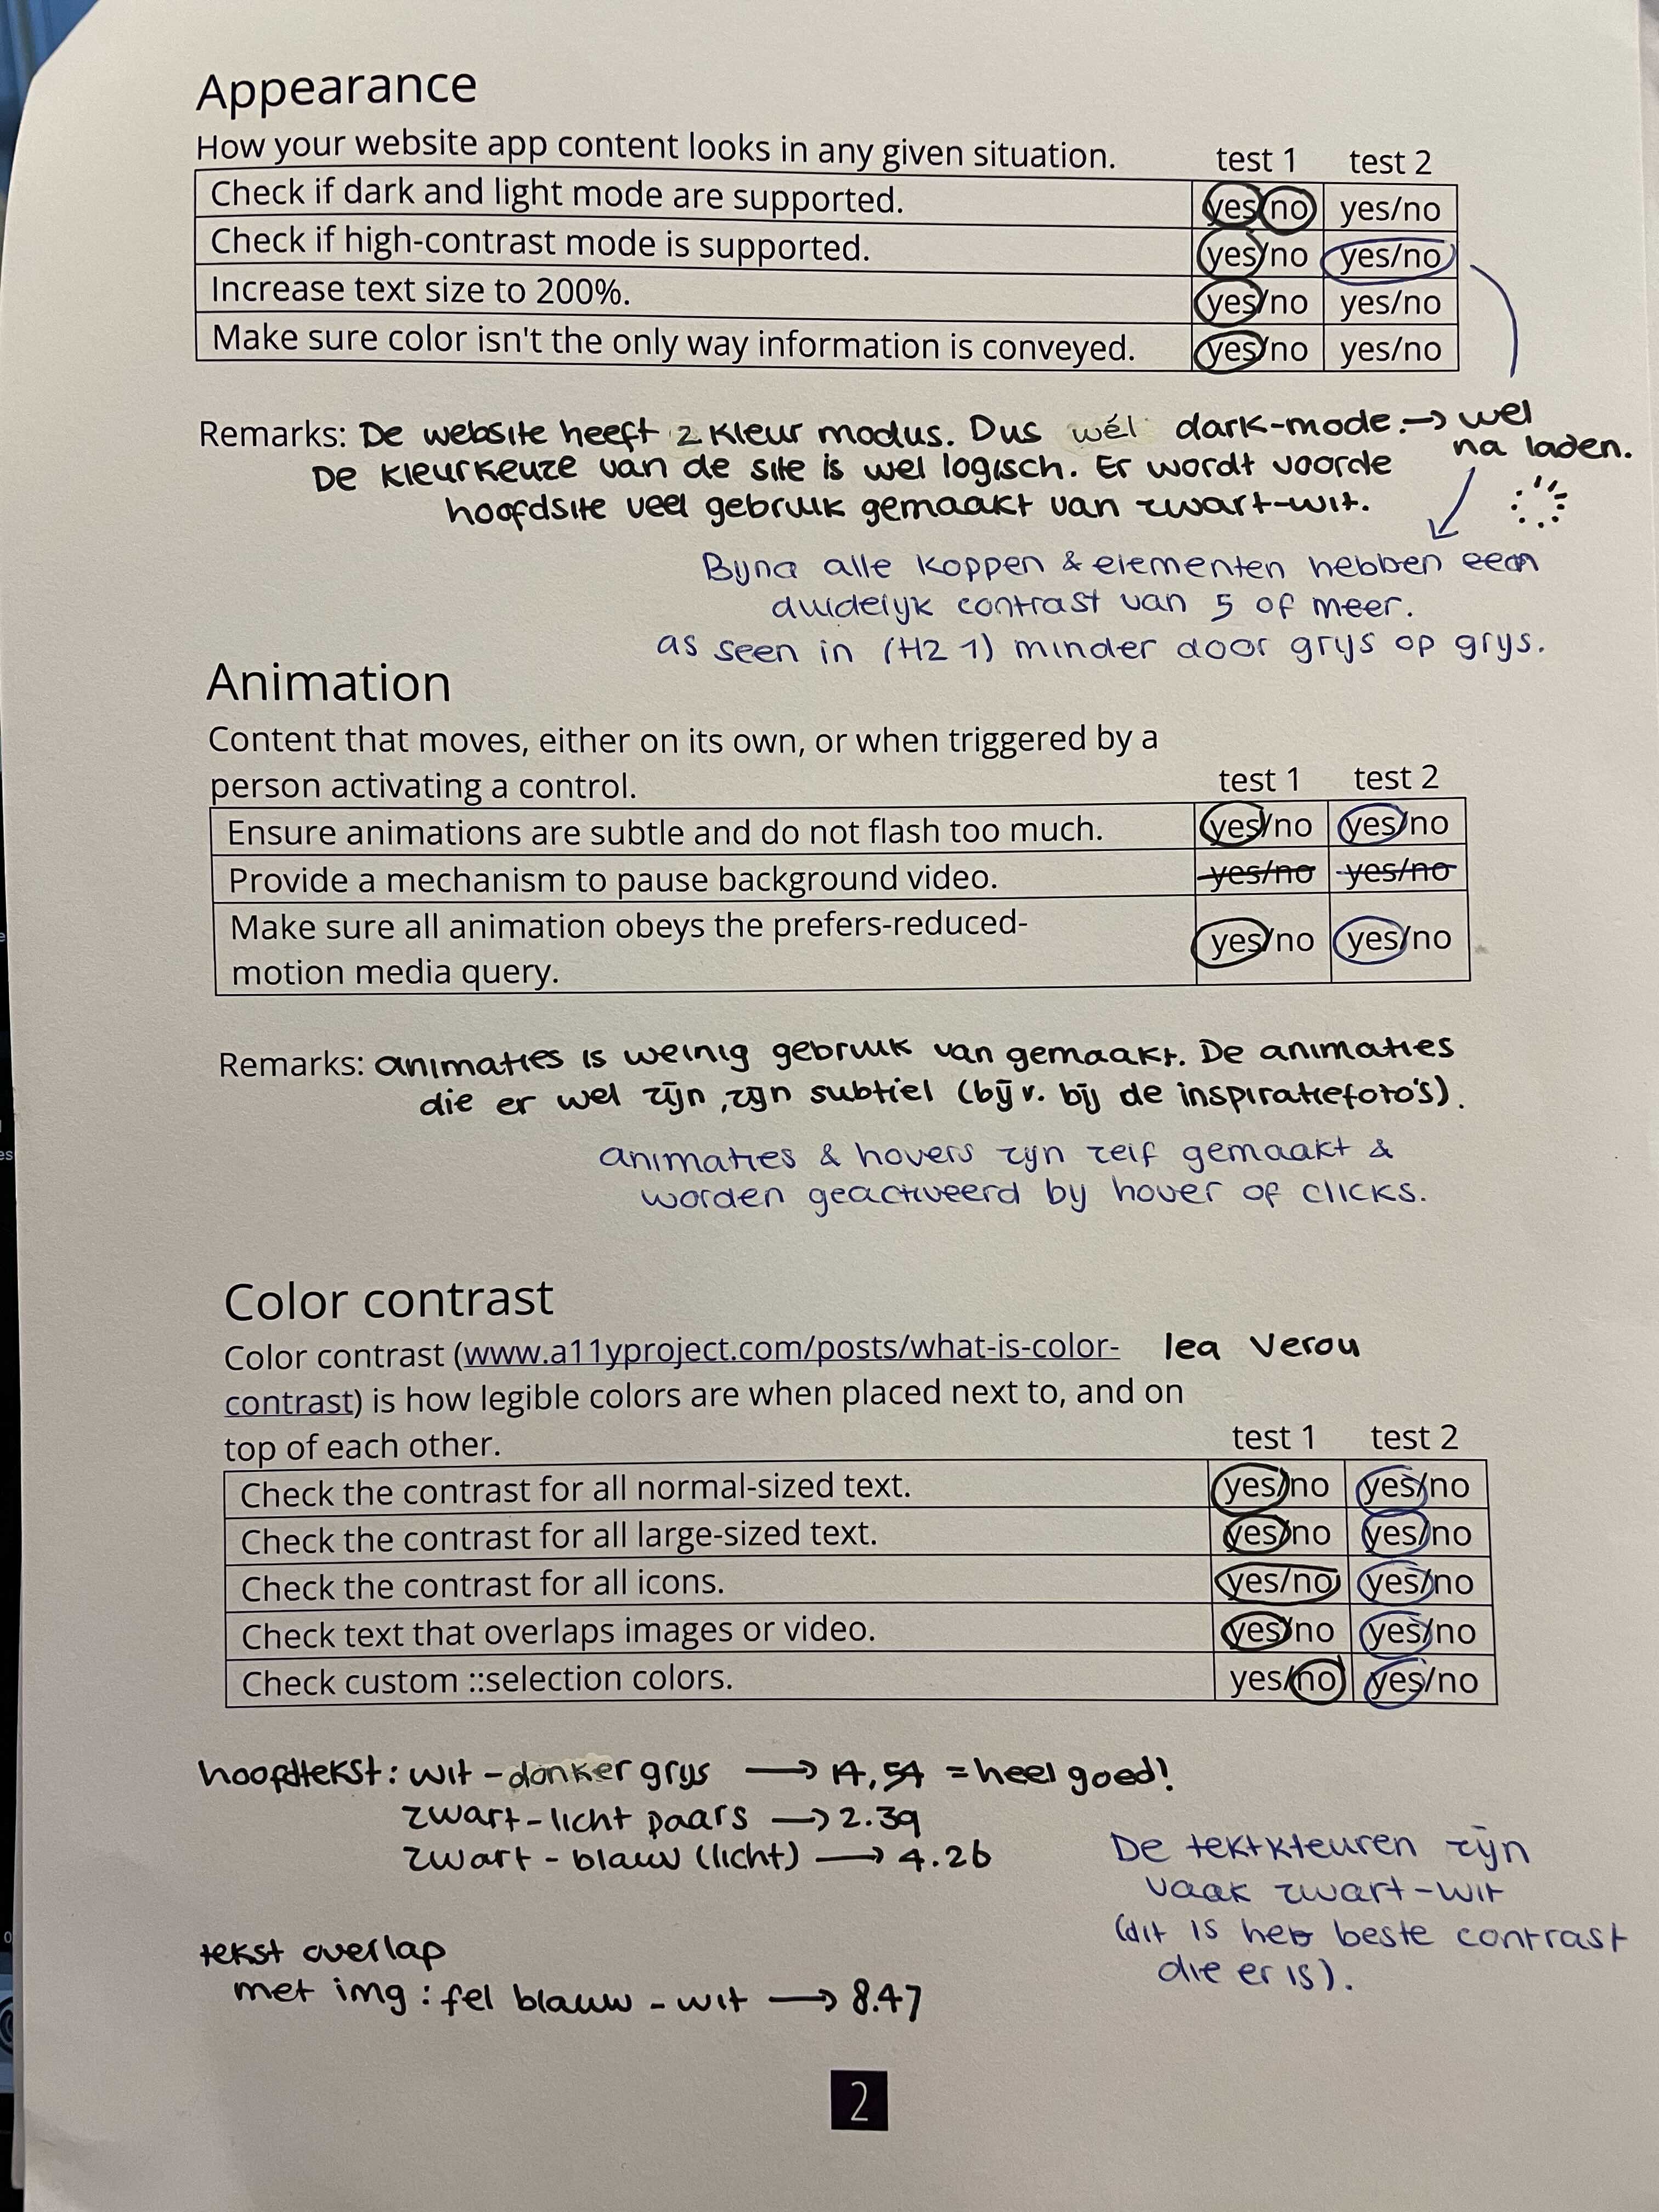 Appearance
How your website app content looks in any given situation. test 1 test 2
Check if dark and light mode are supported. yes/no yes/no
Check if high-contrast mode is supported. yes/no yes/no
Increase text size to 200%. yes/no yes/no
Make sure color isn't the only way information is conveyed. yes/no yes/no
Remarks: De website heeft 2 kleur modus. Dus wél dark-mode. → wel
na laden.
De kleurkeuze van de site is wel logisch. Er wordt voor de
hoofdsite veel gebruik gemaakt van zwart-wit.
Bijna alle koppen & elementen hebben een
duidelijk contrast van 5 of meer.
as seen in (H2 1) minder door grijs op grijs.
Animation
Content that moves, either on its own, or when triggered by a
person activating a control. test 1 test 2
Ensure animations are subtle and do not flash too much. yes/no yes/no
Provide a mechanism to pause background video. yes/no yes/no
Make sure all animation obeys the prefers-reduced-
motion media query. yes/no yes/no
Remarks: animaties is weinig gebruik van gemaakt. De animaties
die er wel zijn, zijn subtiel (bijv. bij de inspiratiefoto's).
animaties & hovers zijn zelf gemaakt &
worden geactiveerd by hover of clicks.
Color contrast
Color contrast (www.a11yproject.com/posts/what-is-color- lea Verou
contrast) is how legible colors are when placed next to, and on
top of each other. test 1 test 2
Check the contrast for all normal-sized text. yes/no yes/no
Check the contrast for all large-sized text. yes/no yes/no
Check the contrast for all icons. yes/no yes/no
Check text that overlaps images or video. yes/no yes/no
Check custom ::selection colors. yes/no yes/no
hoofdtekst: wit - donker grijs → 14,54 = heel goed!
zwart - licht paars → 2.39
zwart - blauw (licht) → 4.26
De tekstkleuren zijn
vaak zwart-wit
(dit is het beste contrast
die er is).
tekst overlap
met img: fel blauw - wit → 8.47
2